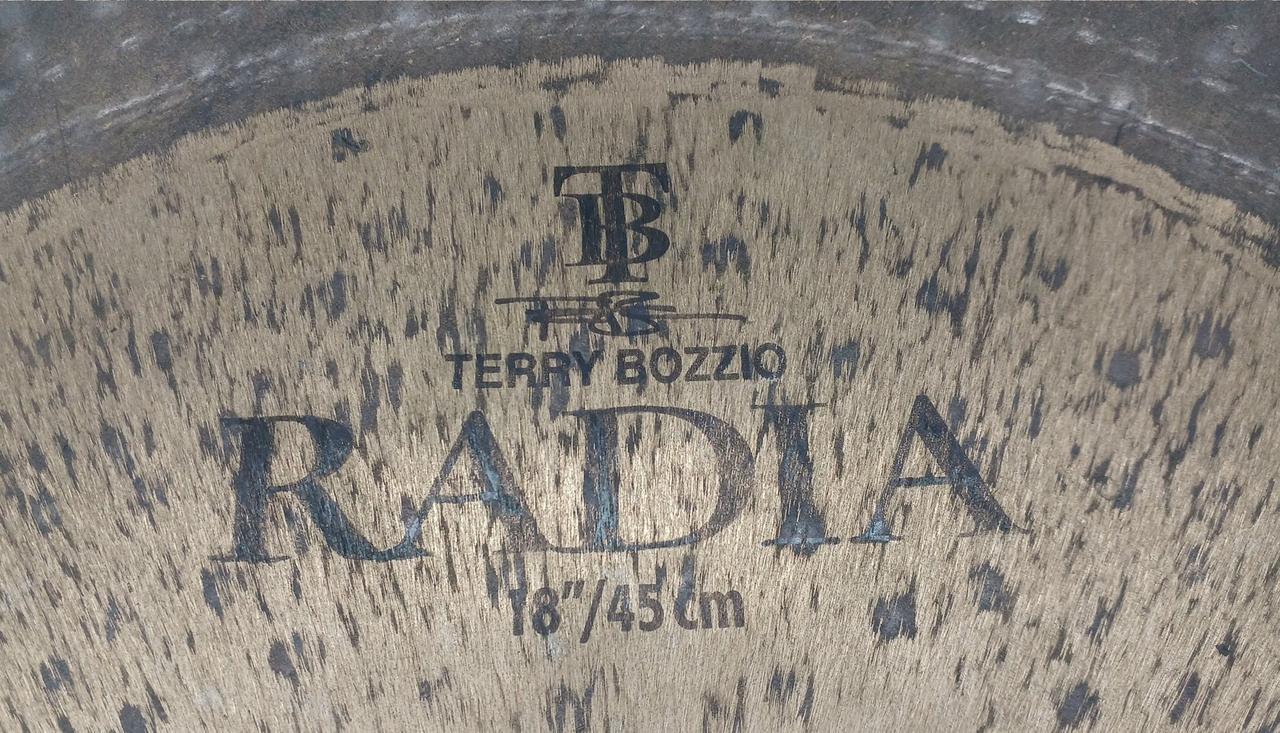 TB
TERRY BOZZIO
RADIA
18"/45cm